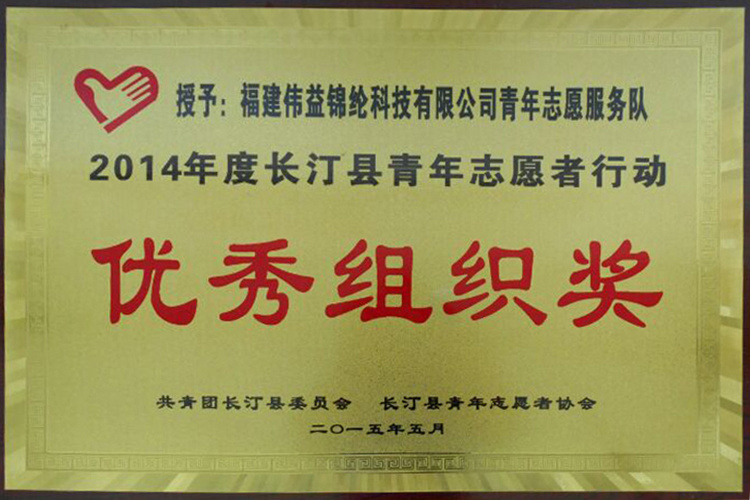 授予：福建伟益锦纶科技有限公司青年志愿服务队
2014年度长汀县青年志愿者行动
优秀组织奖
共青团长汀县委员会 长汀县青年志愿者协会
二〇一五年五月